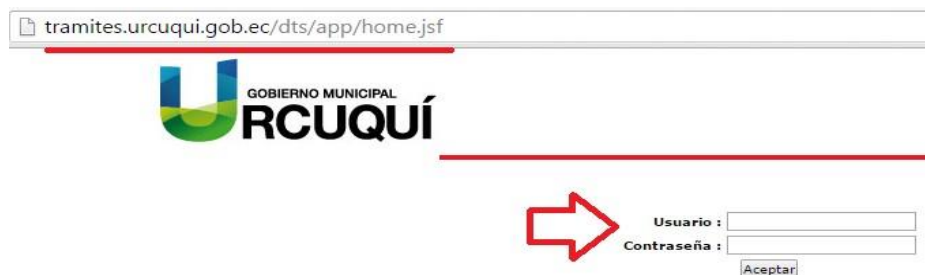 tramites.urcuqui.gob.ec/dts/app/home.jsf
GOBIERNO MUNICIPAL
URCUQUÍ
Usuario :
Contraseña :
Aceptar